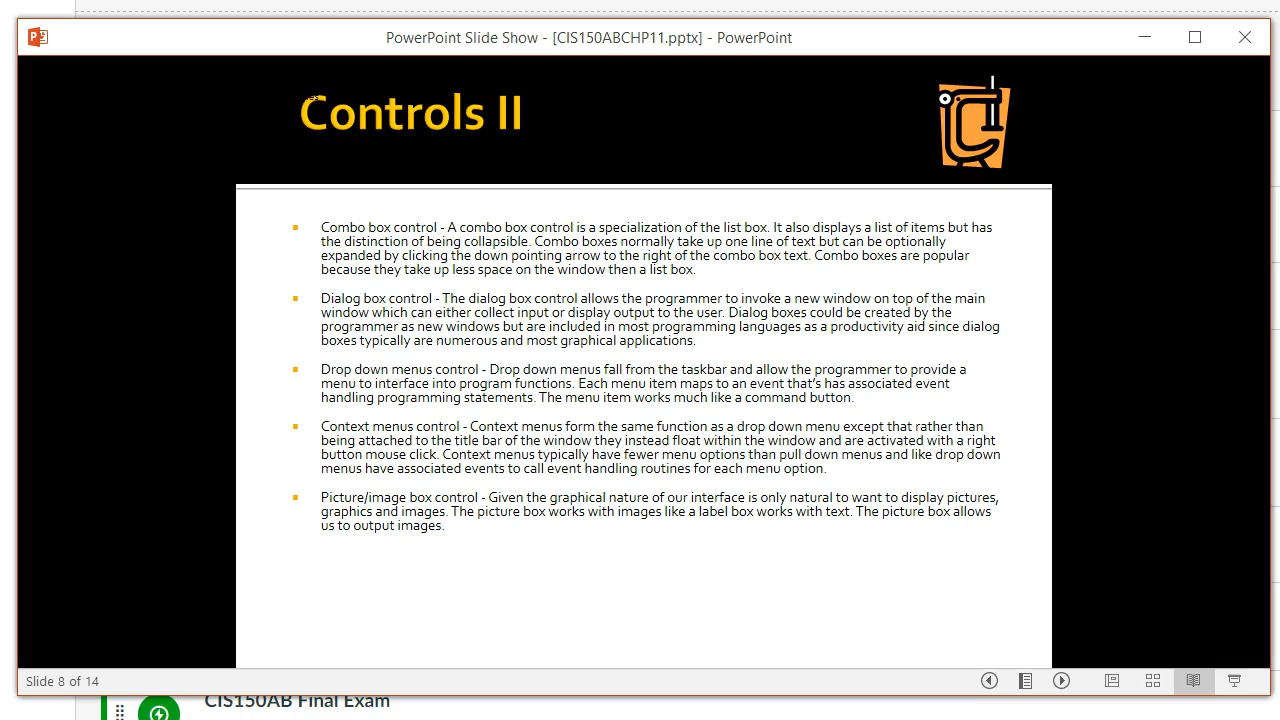 PowerPoint Slide Show - [CIS150ABCHP11.pptx] - PowerPoint
Controls II
Combo box control - A combo box control is a specialization of the list box. It also displays a list of items but has
the distinction of being collapsible. Combo boxes normally take up one line of text but can be optionally
expanded by clicking the down pointing arrow to the right of the combo box text. Combo boxes are popular
because they take up less space on the window then a list box.
Dialog box control - The dialog box control allows the programmer to invoke a new window on top of the main
window which can either collect input or display output to the user. Dialog boxes could be created by the
programmer as new windows but are included in most programming languages as a productivity aid since dialog
boxes typically are numerous and most graphical applications.
Drop down menus control - Drop down menus fall from the taskbar and allow the programmer to provide a
menu to interface into program functions. Each menu item maps to an event that's has associated event
handling programming statements. The menu item works much like a command button.
Context menus control - Context menus form the same function as a drop down menu except that rather than
being attached to the title bar of the window they instead float within the window and are activated with a right
button mouse click. Context menus typically have fewer menu options than pull down menus and like drop down
menus have associated events to call event handling routines for each menu option.
Picture/image box control - Given the graphical nature of our interface is only natural to want to display pictures,
graphics and images. The picture box works with images like a label box works with text. The picture box allows
us to output images.
Slide 8 of 14
CIS150AB Final Exam